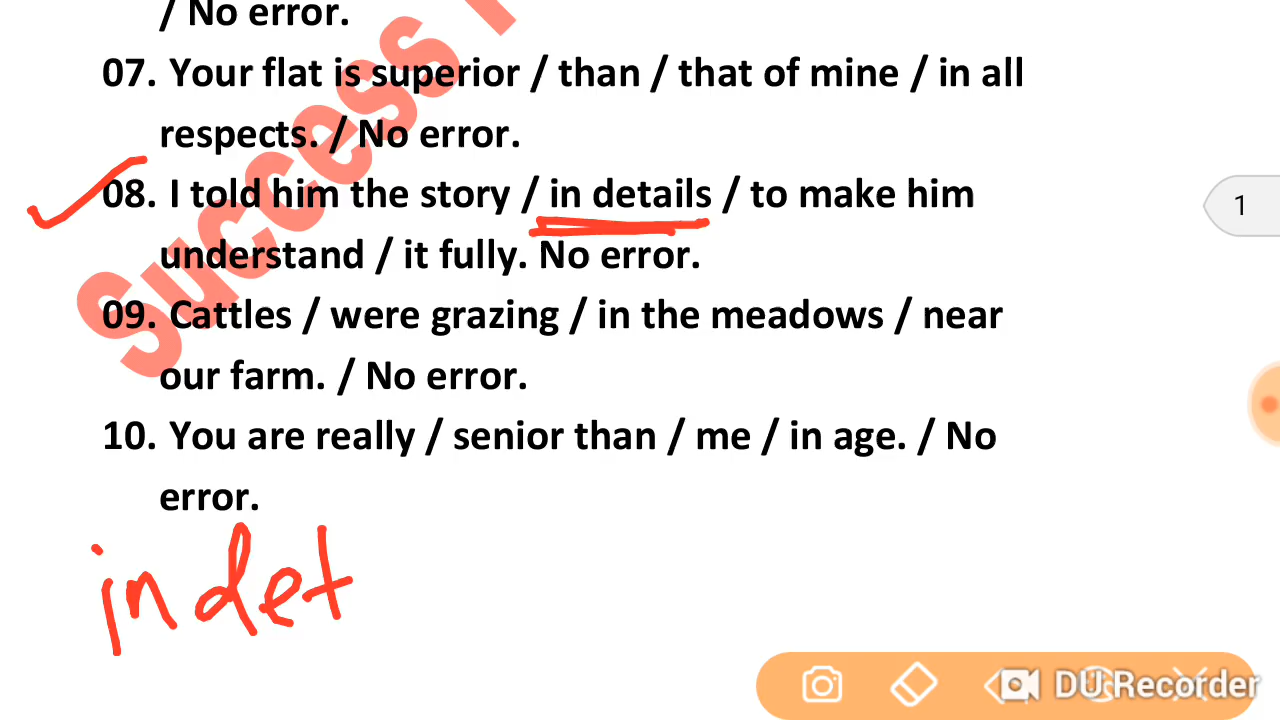 / No error.
07. Your flat is superior / than / that of mine / in all
respects. / No error.
08. I told him the story / in details / to make him
understand / it fully. No error.
09. Cattles / were grazing / in the meadows / near
our farm. / No error.
10. You are really / senior than / me / in age. / No
error.
in det
1
Success
DU Recorder